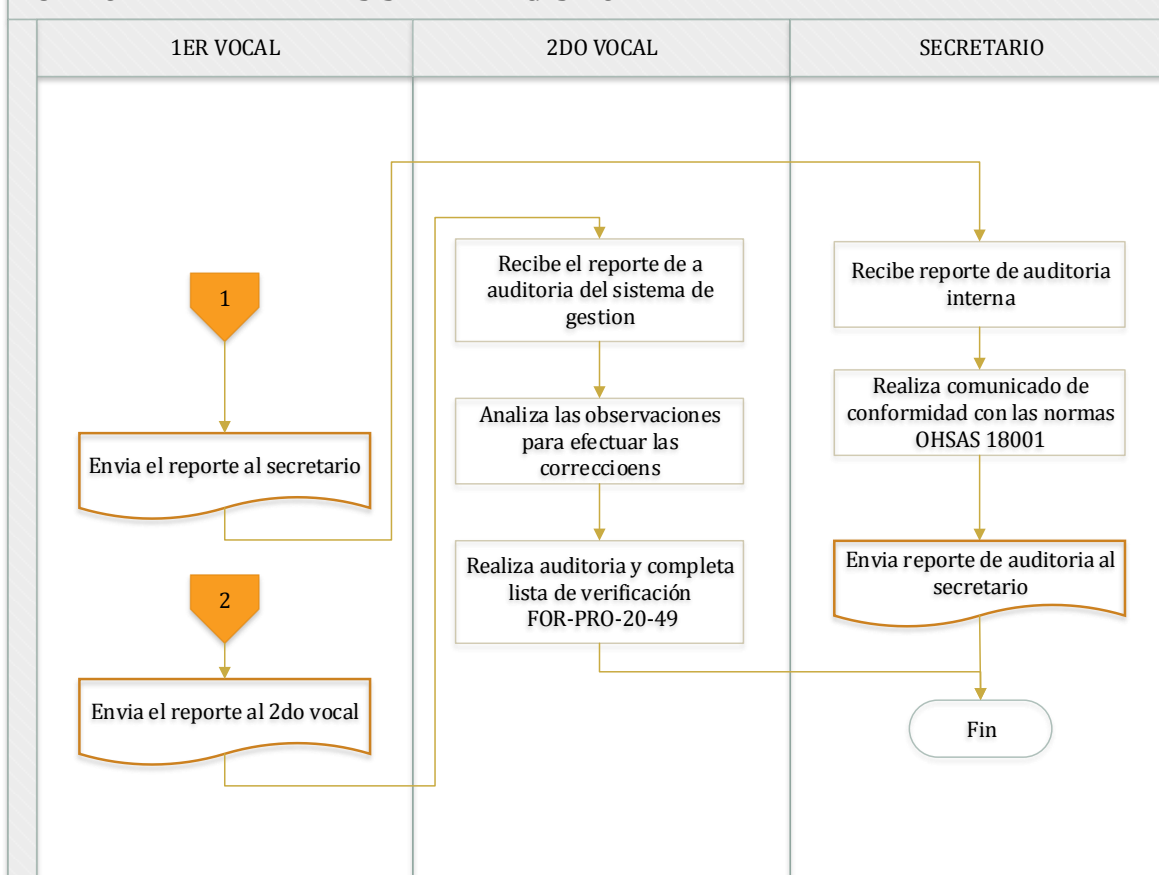 1ER VOCAL
2DO VOCAL
SECRETARIO
1
Envia el reporte al secretario
2
Envia el reporte al 2do vocal
Recibe el reporte de a
auditoria del sistema de
gestion
Analiza las observaciones
para efectuar las
correccioens
Realiza auditoria y completa
lista de verificación
FOR-PRO-20-49
Recibe reporte de auditoria
interna
Realiza comunicado de
conformidad con las normas
OHSAS 18001
Envia reporte de auditoria al
secretario
Fin